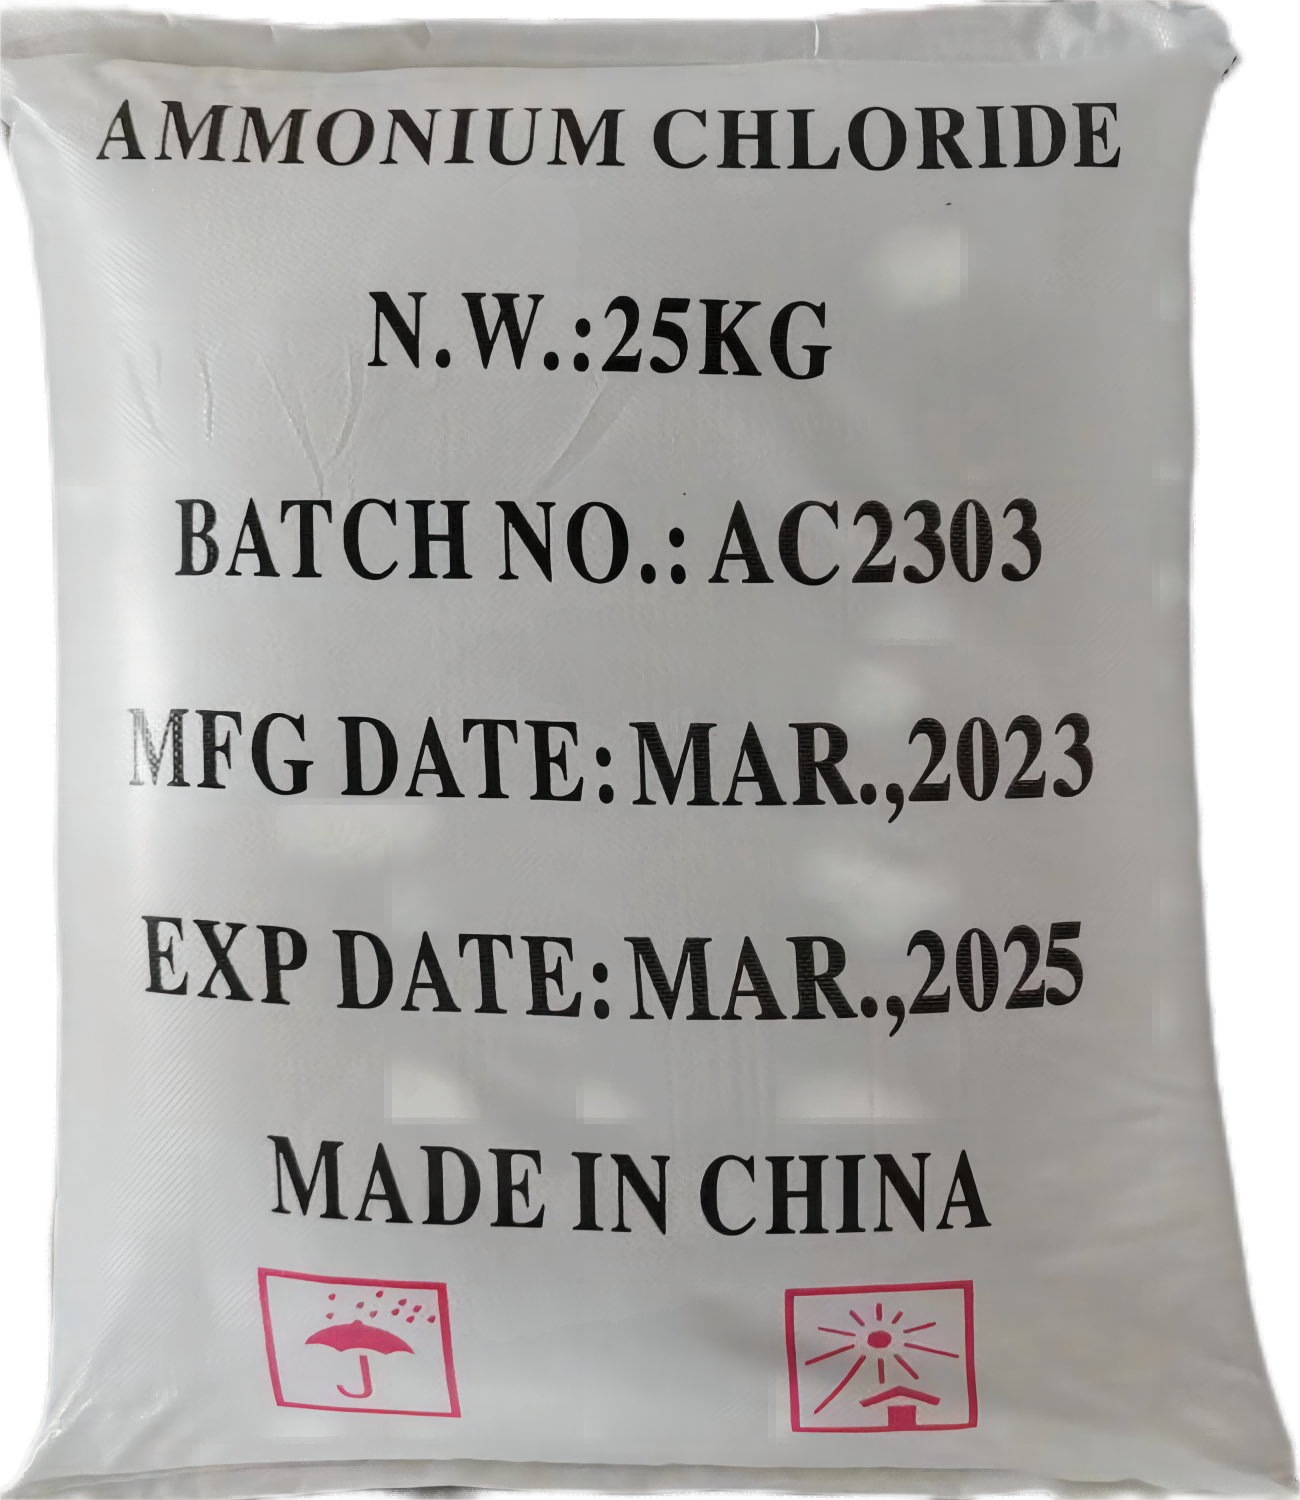 AMMONIUM CHLORIDE
N.W.:25KG
BATCH NO.: AC2303
MFG DATE:MAR.,2023
EXP DATE:MAR.,2025
MADE IN CHINA